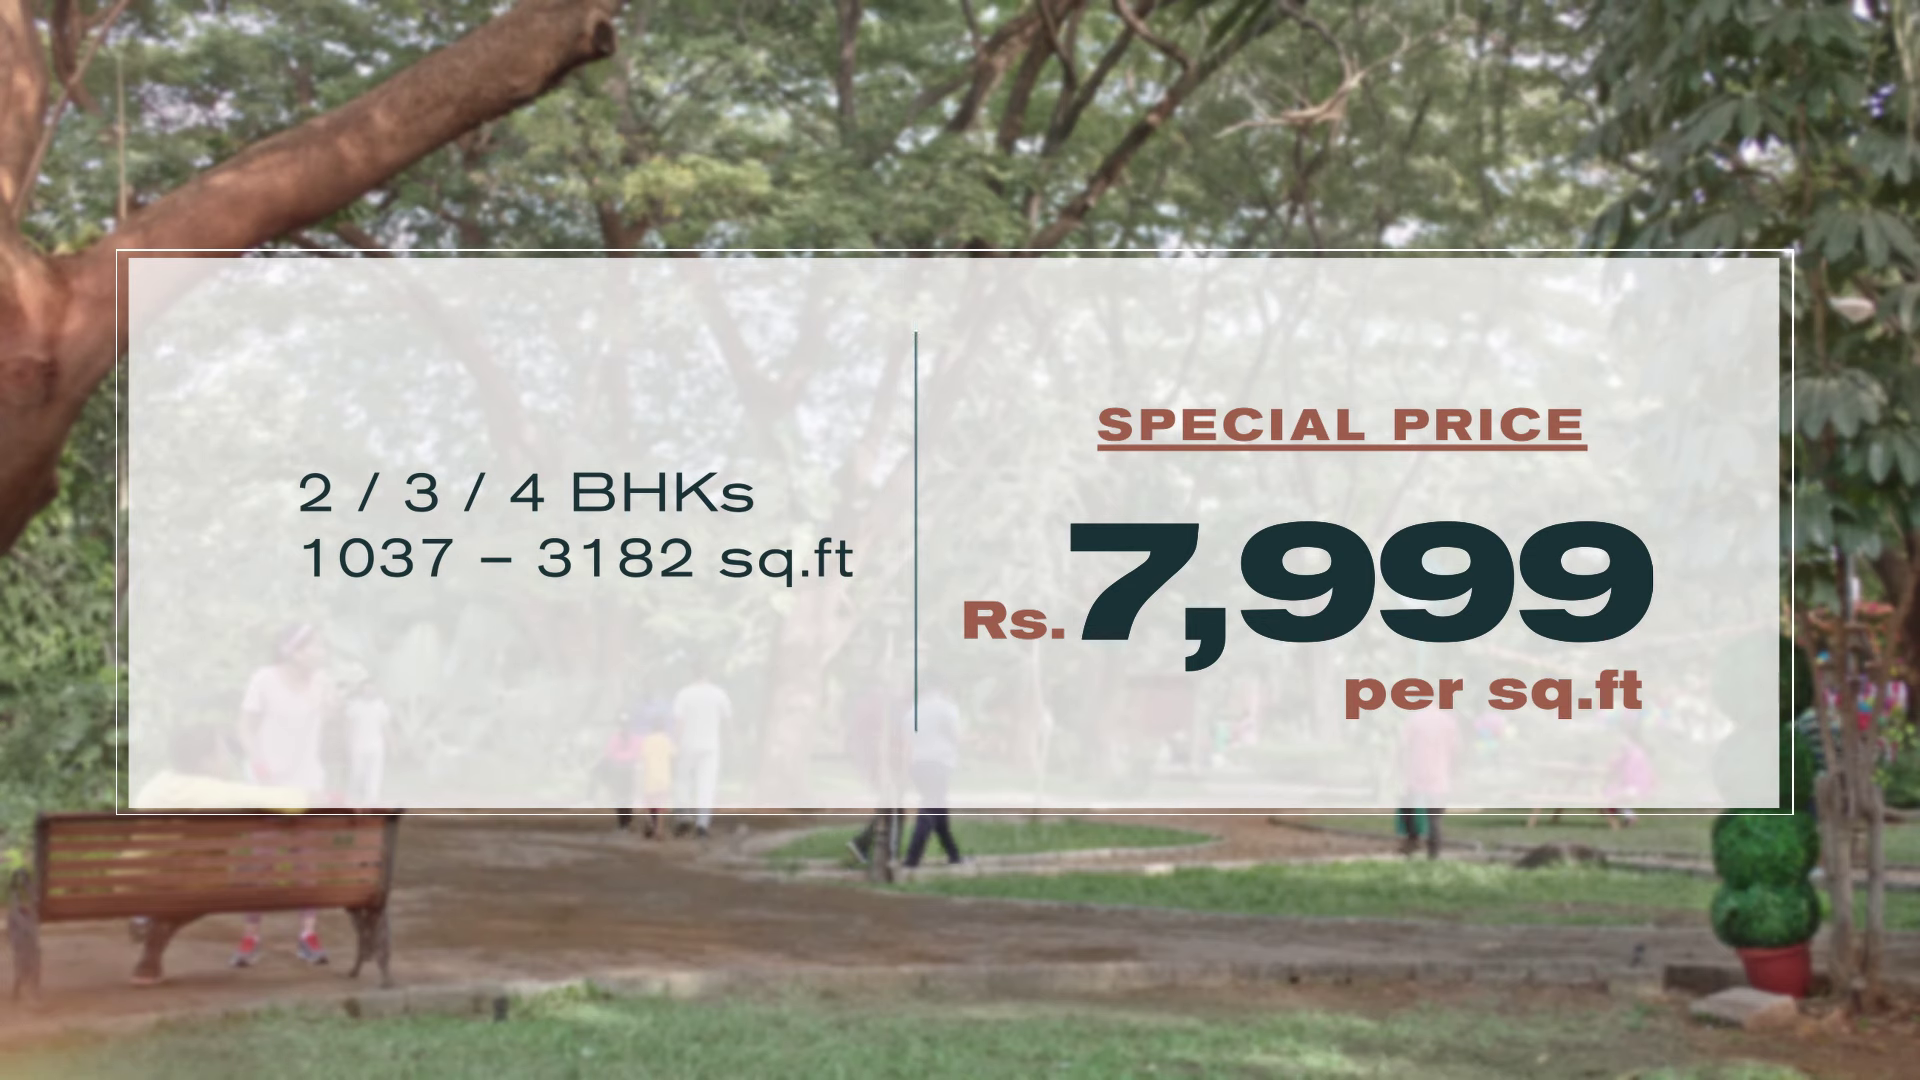 2 / 3 / 4 BHKs
1037 – 3182 sq.ft
SPECIAL PRICE
Rs.7,999
per sq.ft